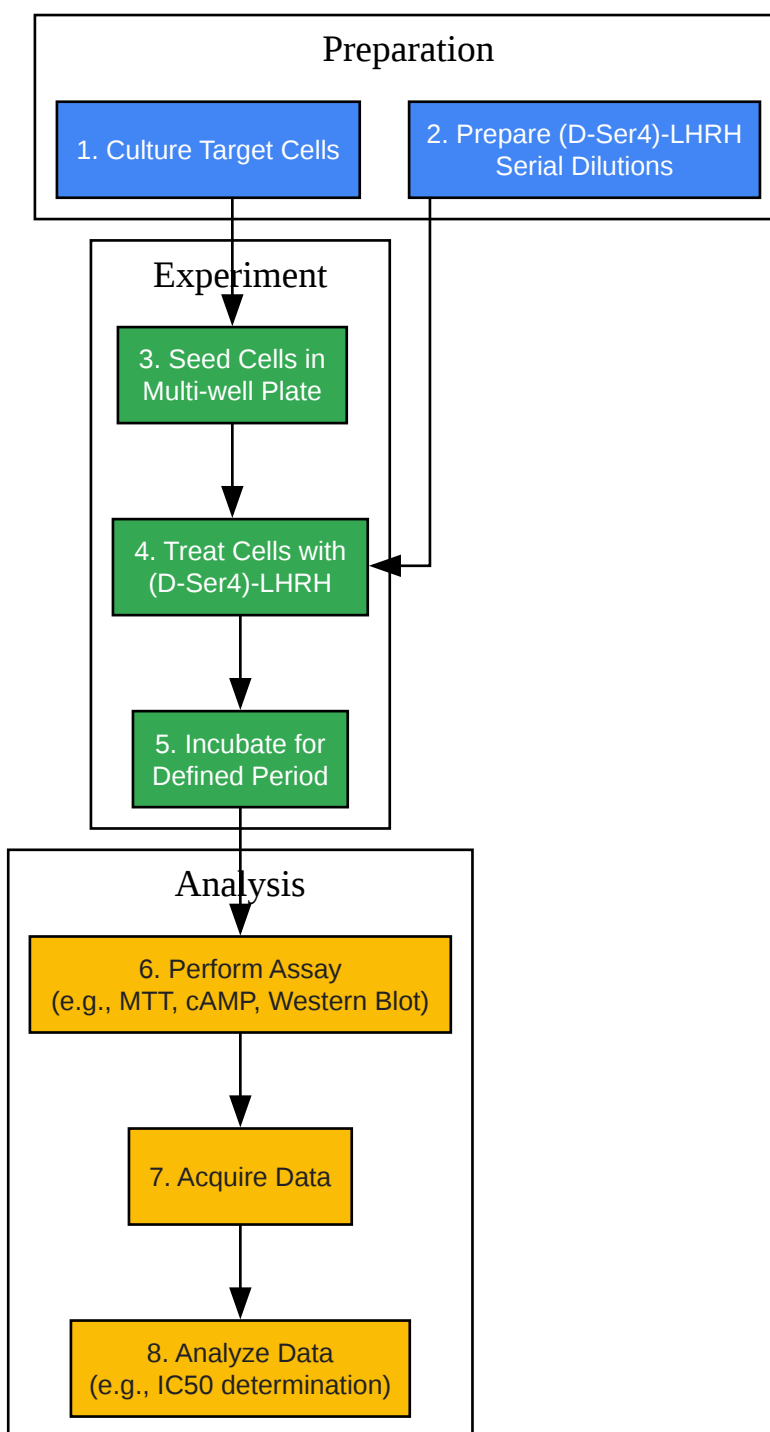 Preparation
1. Culture Target Cells
2. Prepare (D-Ser4)-LHRH
Serial Dilutions
Experiment
3. Seed Cells in
Multi-well Plate
4. Treat Cells with
(D-Ser4)-LHRH
5. Incubate for
Defined Period
Analysis
6. Perform Assay
(e.g., MTT, cAMP, Western Blot)
7. Acquire Data
8. Analyze Data
(e.g., IC50 determination)